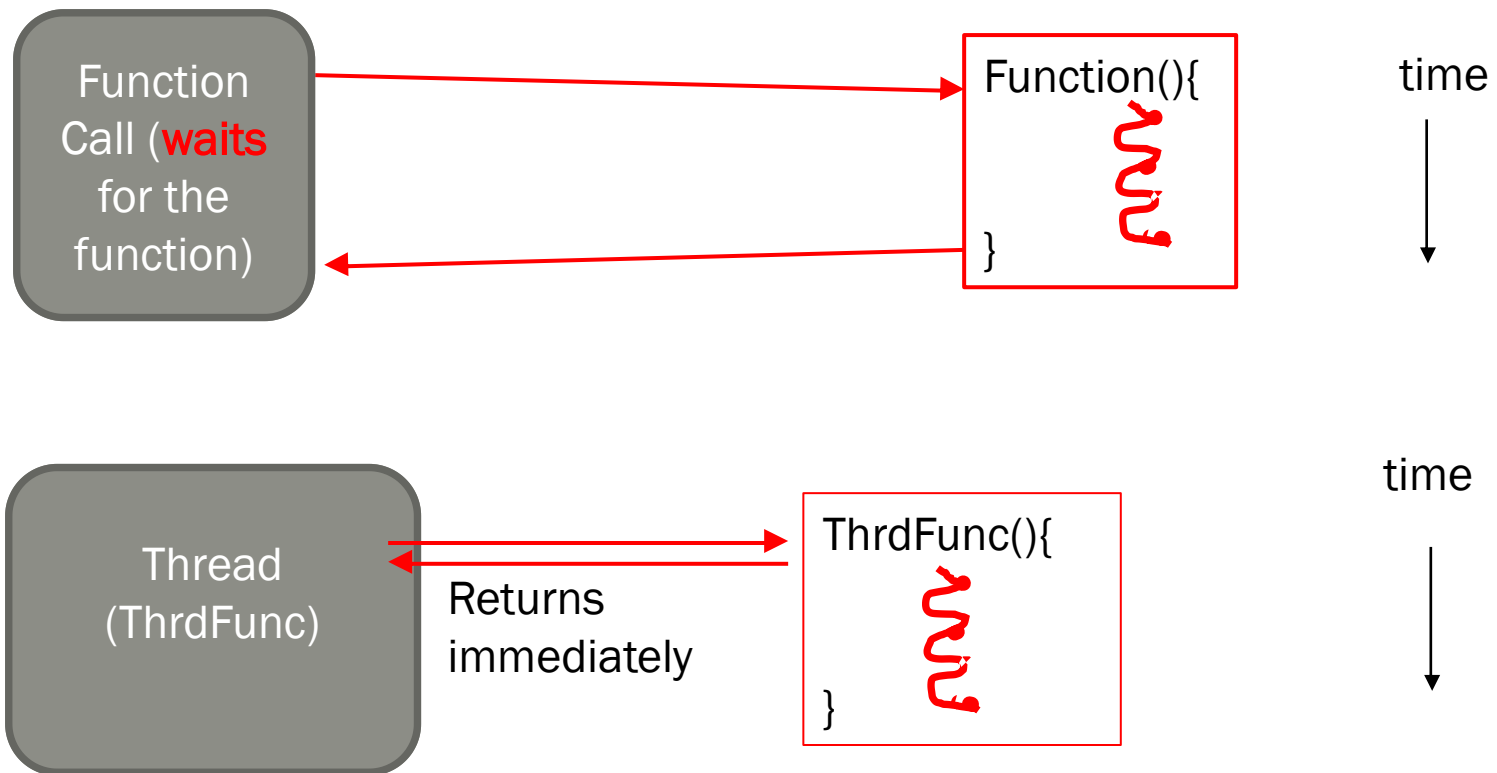 Function
Call (waits
for the
function)
Function(){
}
time
Thread
(ThrdFunc)
Returns
immediately
ThrdFunc(){
}
time